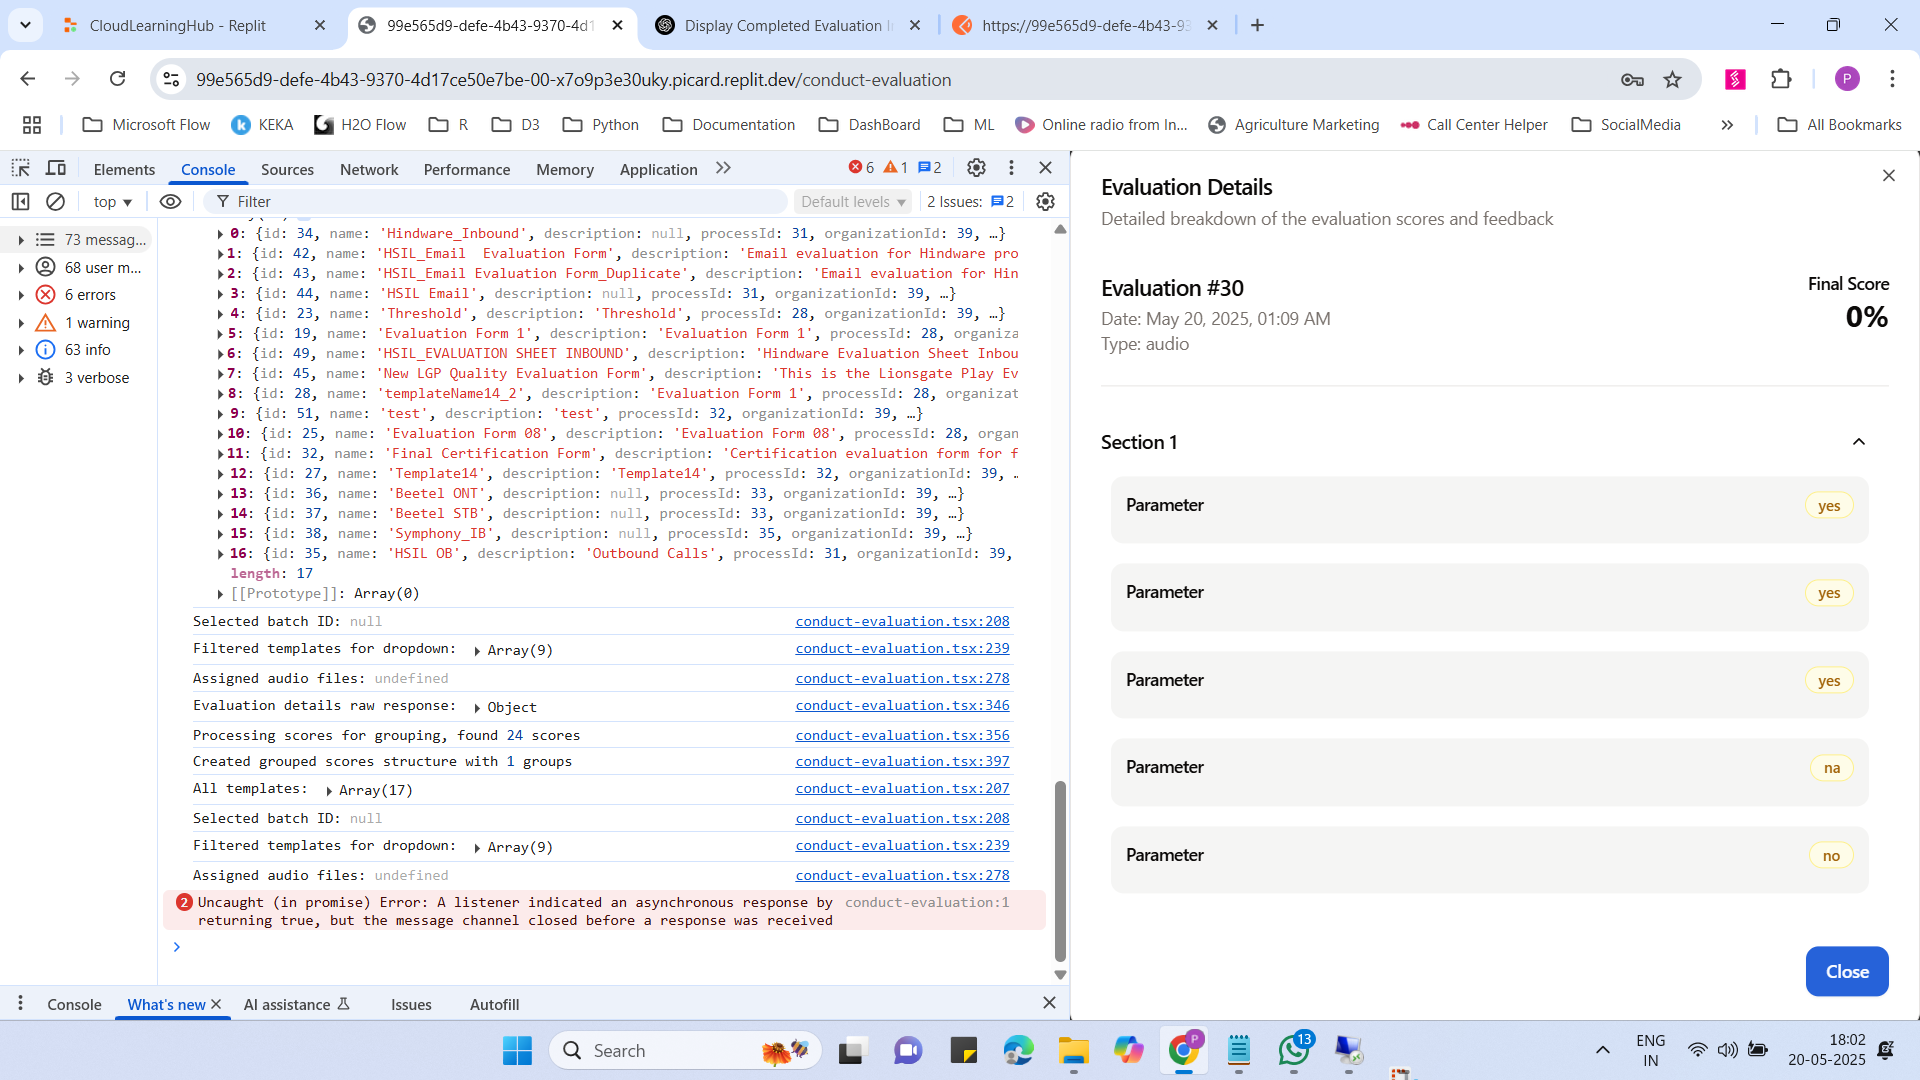 CloudLearningHub - Replit
99e565d9-defe-4b43-9370-4d1
Display Completed Evaluation I
https://99e565d9-defe-4b43-93
99e565d9-defe-4b43-9370-4d17ce50e7be-00-x7o9p3e30uky.picard.replit.dev/conduct-evaluation
P
Microsoft Flow
KEKA
H2O Flow
R
D3
Python
Documentation
DashBoard
ML
Online radio from In...
Agriculture Marketing
Call Center Helper
SocialMedia
»
All Bookmarks
Elements Console Sources Network Performance Memory Application
6 1 2
top Filter Default levels 2 Issues: 2
73 messag...
68 user m...
6 errors
1 warning
63 info
3 verbose
0: {id: 34, name: 'Hindware_Inbound', description: null, processId: 31, organizationId: 39, …}
1: {id: 42, name: 'HSIL_Email  Evaluation Form', description: 'Email evaluation for Hindware pro
2: {id: 43, name: 'HSIL_Email Evaluation Form_Duplicate', description: 'Email evaluation for Hin
3: {id: 44, name: 'HSIL Email', description: null, processId: 31, organizationId: 39, …}
4: {id: 23, name: 'Threshold', description: 'Threshold', processId: 28, organizationId: 39, …}
5: {id: 19, name: 'Evaluation Form 1', description: 'Evaluation Form 1', processId: 28, organiza
6: {id: 49, name: 'HSIL_EVALUATION SHEET INBOUND', description: 'Hindware Evaluation Sheet Inbou
7: {id: 45, name: 'New LGP Quality Evaluation Form', description: 'This is the Lionsgate Play Ev
8: {id: 28, name: 'templateName14_2', description: 'Evaluation Form 1', processId: 28, organizat
9: {id: 51, name: 'test', description: 'test', processId: 32, organizationId: 39, …}
10: {id: 25, name: 'Evaluation Form 08', description: 'Evaluation Form 08', processId: 28, organ
11: {id: 32, name: 'Final Certification Form', description: 'Certification evaluation form for f
12: {id: 27, name: 'Template14', description: 'Template14', processId: 32, organizationId: 39, …
13: {id: 36, name: 'Beetel ONT', description: null, processId: 33, organizationId: 39, …}
14: {id: 37, name: 'Beetel STB', description: null, processId: 33, organizationId: 39, …}
15: {id: 38, name: 'Symphony_IB', description: null, processId: 35, organizationId: 39, …}
16: {id: 35, name: 'HSIL OB', description: 'Outbound Calls', processId: 31, organizationId: 39,
length: 17
[[Prototype]]: Array(0)
Selected batch ID: null conduct-evaluation.tsx:208
Filtered templates for dropdown: Array(9) conduct-evaluation.tsx:239
Assigned audio files: undefined conduct-evaluation.tsx:278
Evaluation details raw response: Object conduct-evaluation.tsx:346
Processing scores for grouping, found 24 scores conduct-evaluation.tsx:356
Created grouped scores structure with 1 groups conduct-evaluation.tsx:397
All templates: Array(17) conduct-evaluation.tsx:207
Selected batch ID: null conduct-evaluation.tsx:208
Filtered templates for dropdown: Array(9) conduct-evaluation.tsx:239
Assigned audio files: undefined conduct-evaluation.tsx:278
2 Uncaught (in promise) Error: A listener indicated an asynchronous response by conduct-evaluation:1
returning true, but the message channel closed before a response was received
Console What's new AI assistance Issues Autofill
Evaluation Details
Detailed breakdown of the evaluation scores and feedback
Evaluation #30
Date: May 20, 2025, 01:09 AM
Type: audio
Final Score
0%
Section 1
Parameter yes
Parameter yes
Parameter yes
Parameter na
Parameter no
Close
Search
P
13
ENG
IN
18:02
20-05-2025